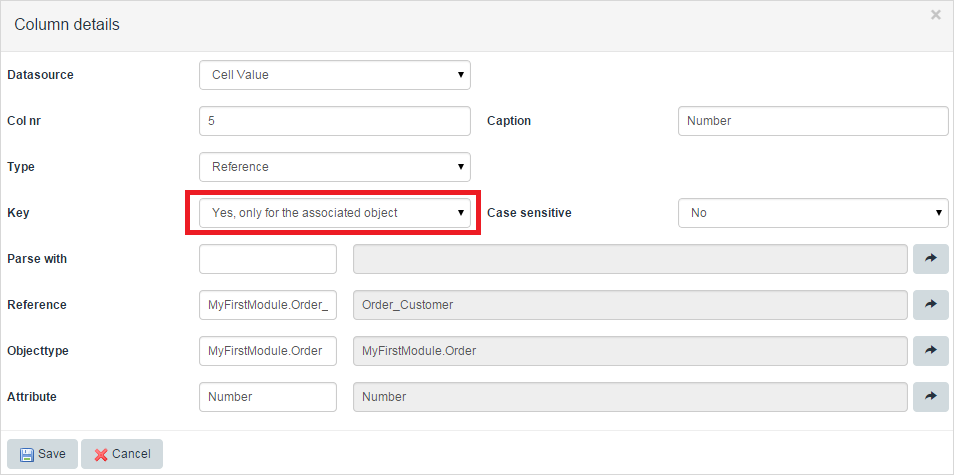 Column details
Datasource Cell Value
Col nr 5 Caption Number
Type Reference
Key Yes, only for the associated object Case sensitive No
Parse with
Reference MyFirstModule.Order_ Order_Customer
Objecttype MyFirstModule.Order MyFirstModule.Order
Attribute Number Number
Save Cancel